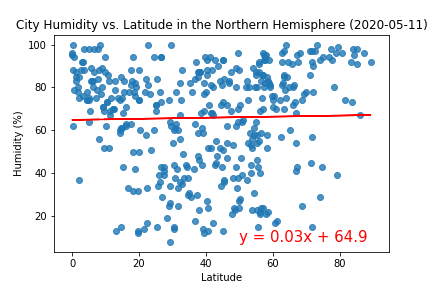 City Humidity vs. Latitude in the Northern Hemisphere (2020-05-11)
100
80
60
40
20
Humidity (%)
y = 0.03x + 64.9
0 20 40 60 80
Latitude